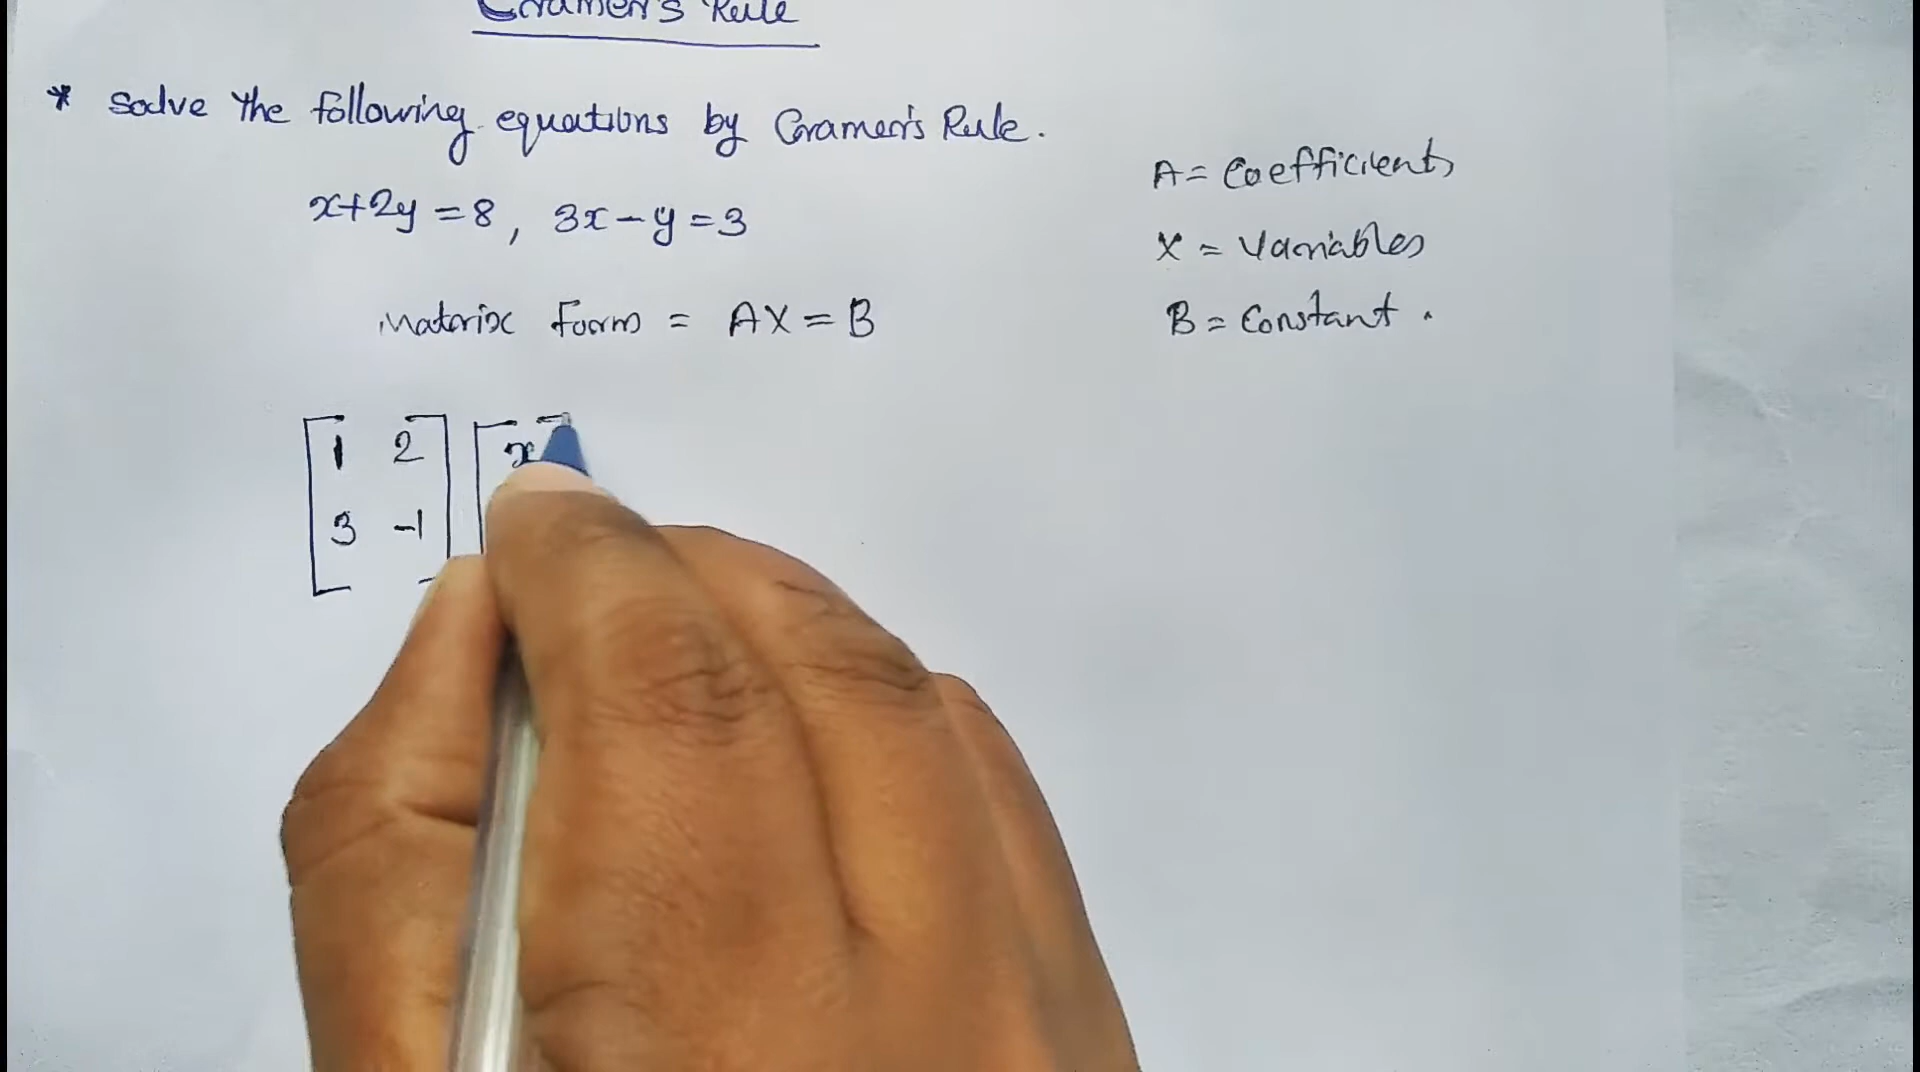 Cramer's Rule
* Solve the following equations by Cramer's Rule.
x+2y=8, 3x-y=3
Matrix Form = AX=B
A= Coefficients
X = Variables
B= Constant.
1 2 x
3 -1